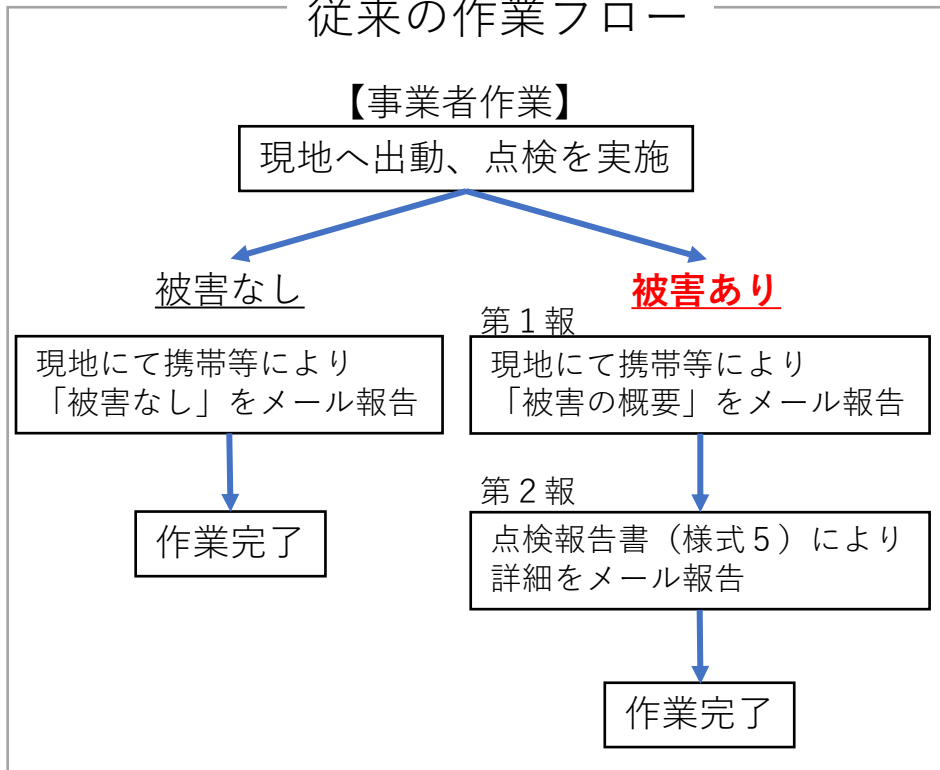 従来の作業フロー
【事業者作業】
現地へ出動、点検を実施
被害なし
現地にて携帯等により
「被害なし」をメール報告
作業完了
被害あり
第１報
現地にて携帯等により
「被害の概要」をメール報告
第２報
点検報告書（様式５）により
詳細をメール報告
作業完了